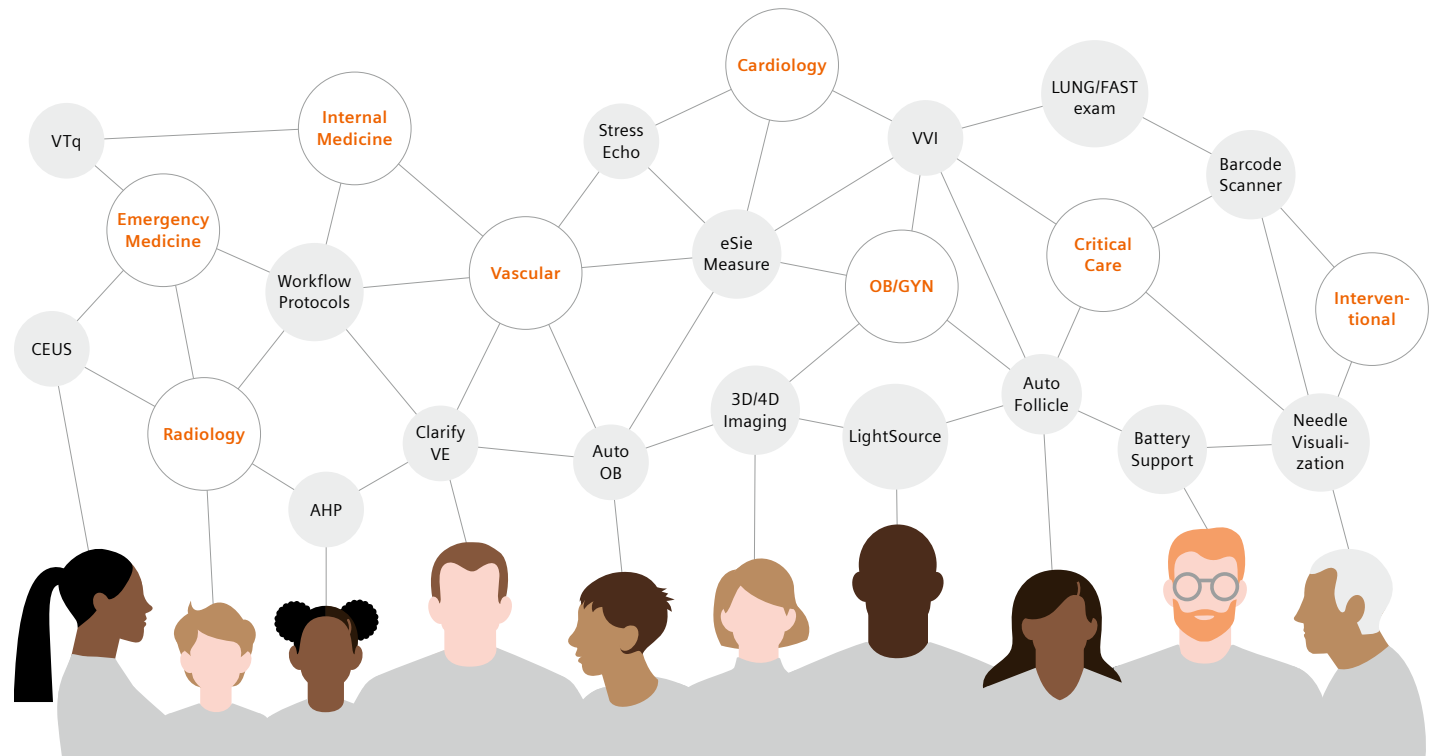 Cardiology
LUNG/FAST
exam
Internal
Medicine
VTq
Stress
Echo
VVI
Barcode
Scanner
Emergency
Medicine
Workflow
Protocols
Vascular
eSie
Measure
OB/GYN
Critical
Care
Interven-
tional
CEUS
Radiology
Clarify
VE
Auto
OB
3D/4D
Imaging
LightSource
Auto
Follicle
Battery
Support
Needle
Visuali-
zation
AHP